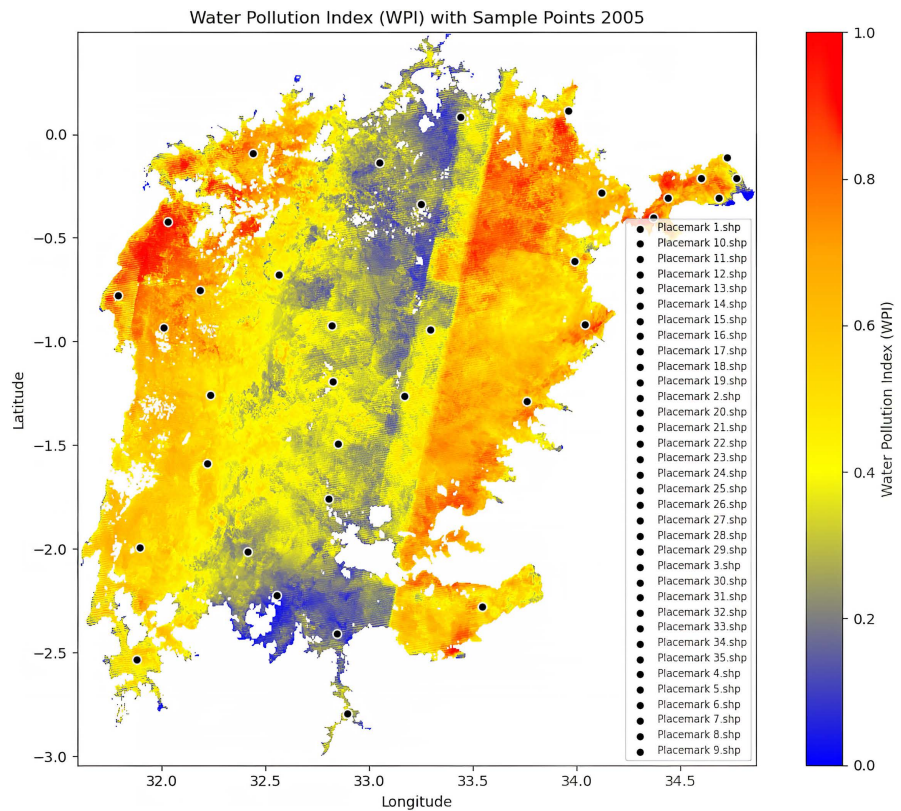 Water Pollution Index (WPI) with Sample Points 2005
1.0
0.8
0.6
0.4
0.2
0.0
Water Pollution Index (WPI)
0.0
−0.5
−1.0
−1.5
−2.0
−2.5
−3.0
Latitude
Placemark 1.shp
Placemark 10.shp
Placemark 11.shp
Placemark 12.shp
Placemark 13.shp
Placemark 14.shp
Placemark 15.shp
Placemark 16.shp
Placemark 17.shp
Placemark 18.shp
Placemark 19.shp
Placemark 2.shp
Placemark 20.shp
Placemark 21.shp
Placemark 22.shp
Placemark 23.shp
Placemark 24.shp
Placemark 25.shp
Placemark 26.shp
Placemark 27.shp
Placemark 28.shp
Placemark 29.shp
Placemark 3.shp
Placemark 30.shp
Placemark 31.shp
Placemark 32.shp
Placemark 33.shp
Placemark 34.shp
Placemark 35.shp
Placemark 4.shp
Placemark 5.shp
Placemark 6.shp
Placemark 7.shp
Placemark 8.shp
Placemark 9.shp
32.0 32.5 33.0 33.5 34.0 34.5
Longitude